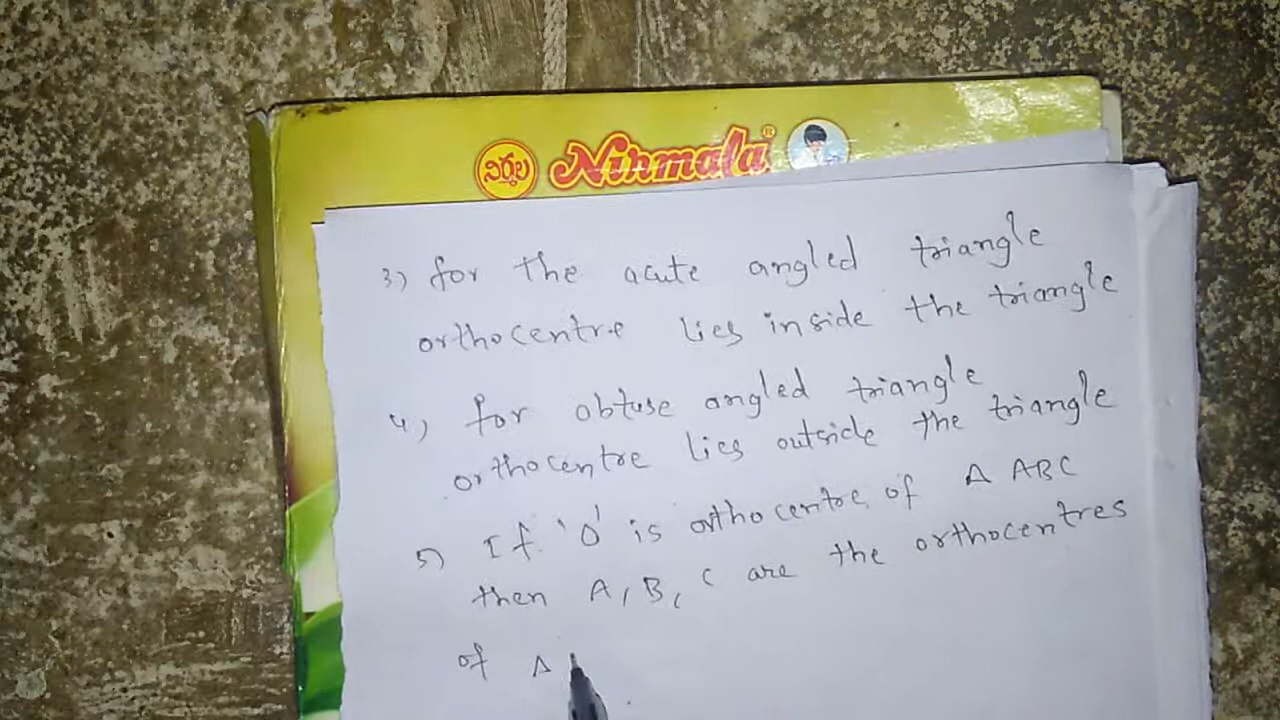 నిర్మల Nirmala®
3) for the acute angled triangle
orthocentre lies inside the triangle
4) for obtuse angled triangle
orthocentre lies outside the triangle
5) If 'O' is orthocentre of Δ ABC
then A, B, C are the orthocentres
of Δ